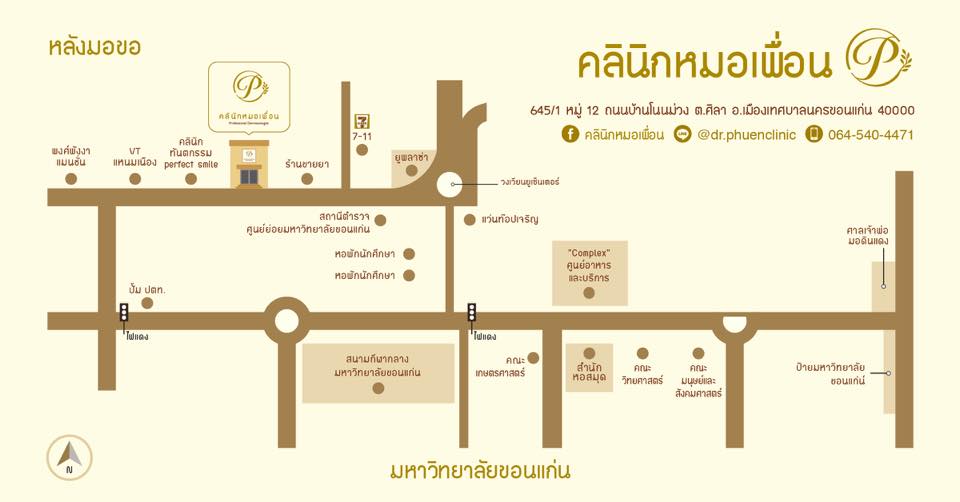 หลังมอขอ
คลินิกหมอเพื่อน
645/1 หมู่ 12 ถนนบ้านโนนม่วง ต.ศิลา อ.เมืองเทศบาลนครขอนแก่น 40000
คลินิกหมอเพื่อน @dr.phuenclinic 064-540-4471
P
คลินิกหมอเพื่อน
พงศ์พังงา
แมนชั่น
VT
แหนมเนือง
คลินิก
ทันตกรรม
perfect smile
ร้านขายยา
7-11
ยูพลาซ่า
วงเวียนยูเซ็นเตอร์
สถานีตำรวจ
ศูนย์ย่อยมหาวิทยาลัยขอนแก่น
แว่นท๊อปเจริญ
หอพักนักศึกษา
หอพักนักศึกษา
"Complex"
ศูนย์อาหาร
และบริการ
ศาลเจ้าพ่อ
มอดินแดง
ปั๊ม ปตท.
ไฟแดง
ไฟแดง
สนามกีฬากลาง
มหาวิทยาลัยขอนแก่น
คณะ
เกษตรศาสตร์
สำนัก
หอสมุด
คณะ
วิทยาศาสตร์
คณะ
มนุษย์และ
สังคมศาสตร์
ป้ายมหาวิทยาลัย
ขอนแก่น
N
มหาวิทยาลัยขอนแก่น